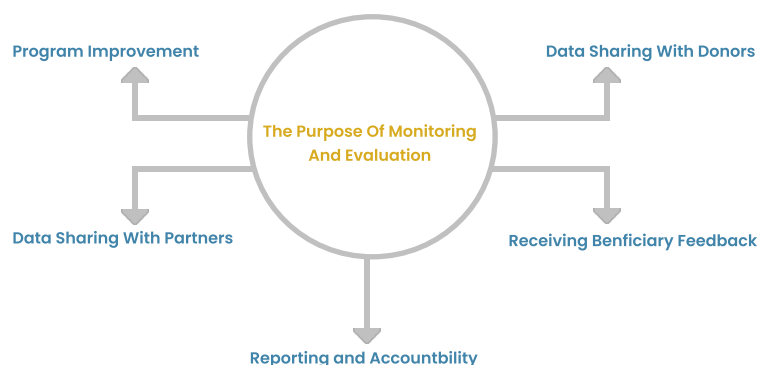 Program Improvement
Data Sharing With Donors
The Purpose Of Monitoring
And Evaluation
Data Sharing With Partners
Receiving Benficiary Feedback
Reporting and Accountbility